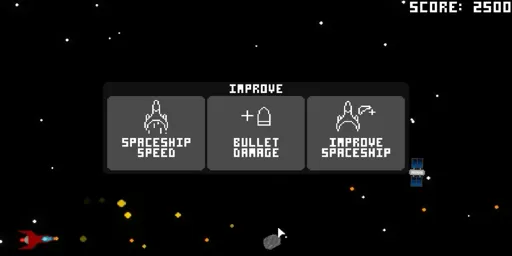 SCORE: 2500
IMPROVE
SPACESHIP
SPEED
BULLET
DAMAGE
IMPROVE
SPACESHIP